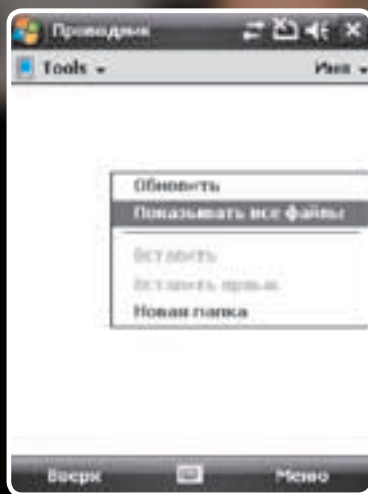 Проводник
Tools
Имя
Обновить
Показывать все файлы
Вставить
Вставить ярлык
Новая папка
Вверх
Меню